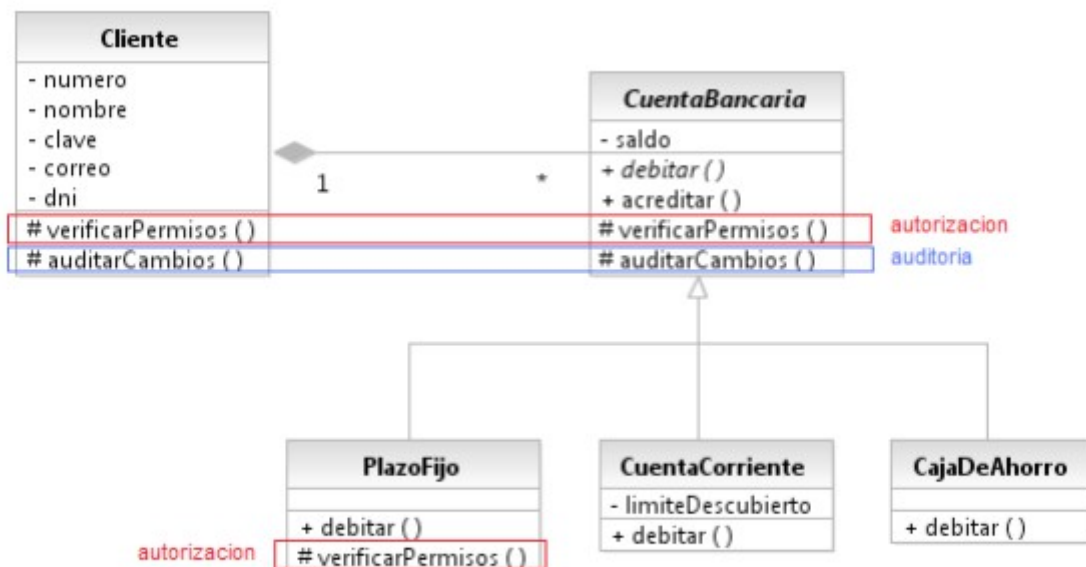 Cliente
- numero
- nombre
- clave
- correo
- dni
# verificarPermisos ( )
# auditarCambios ( )
1
*
CuentaBancaria
- saldo
+ debitar ( )
+ acreditar ( )
# verificarPermisos ( )
# auditarCambios ( )
autorizacion
auditoria
PlazoFijo
+ debitar ( )
# verificarPermisos ( )
autorizacion
CuentaCorriente
- limiteDescubierto
+ debitar ( )
CajaDeAhorro
+ debitar ( )